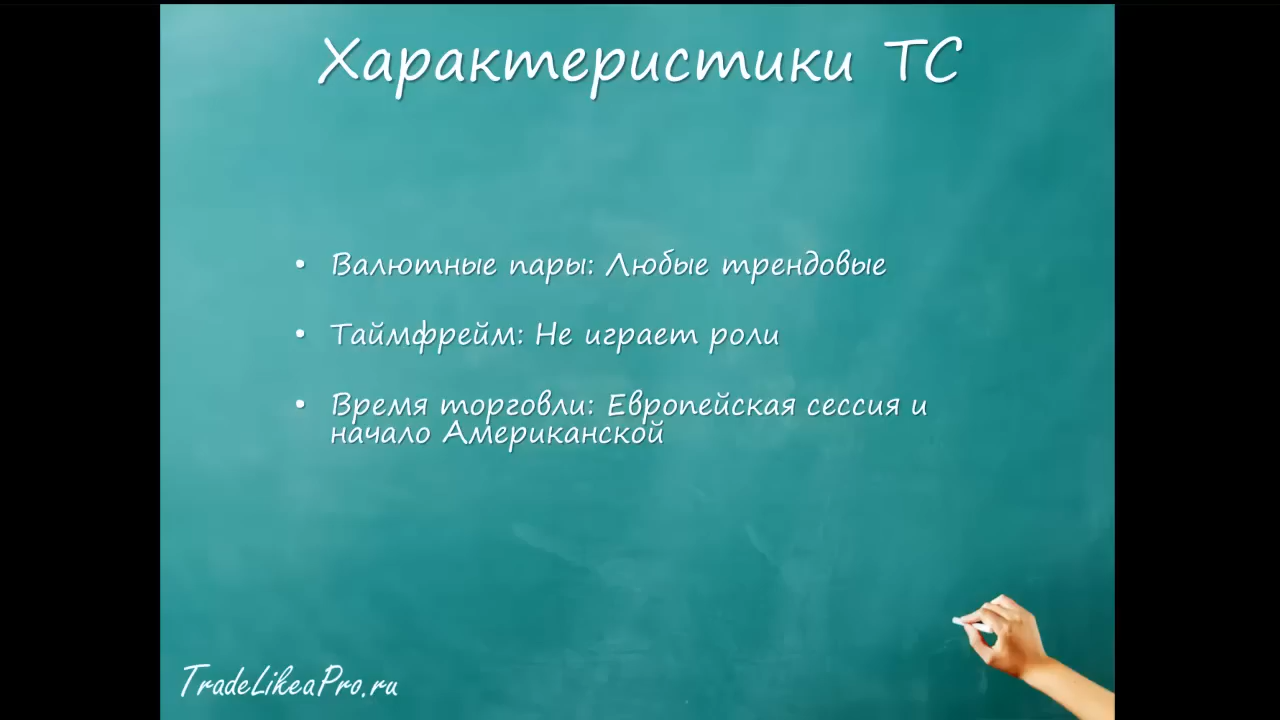 Характеристики ТС
• Валютные пары: Любые трендовые
• Таймфрейм: Не играет роли
• Время торговли: Европейская сессия и
начало Американской
TradeLikeaPro.ru